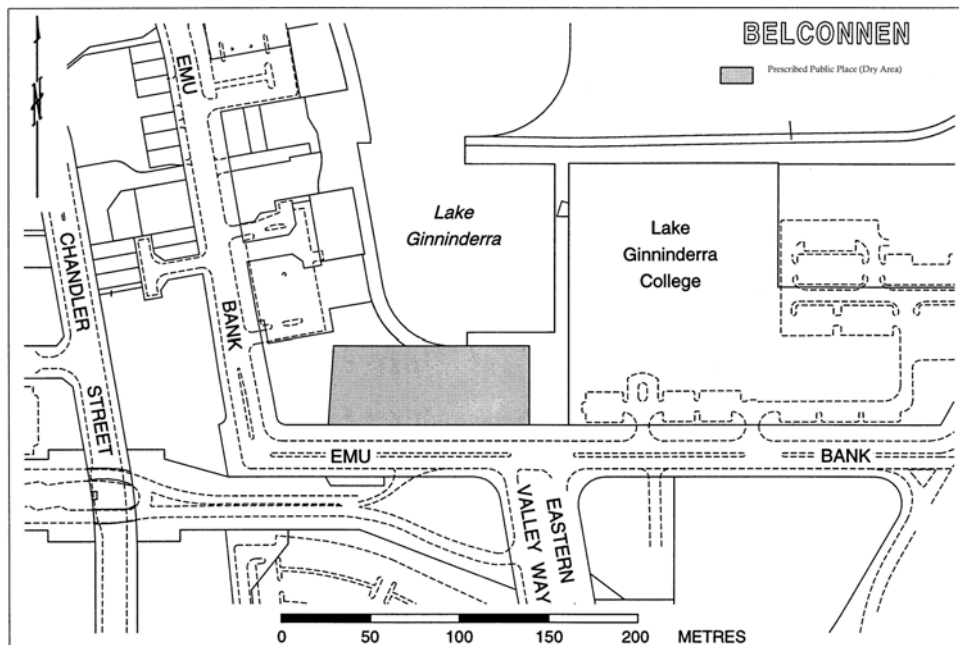 BELCONNEN
Prescribed Public Place (Dry Area)
N
EMU
BANK
CHANDLER
STREET
Lake
Ginninderra
Lake
Ginninderra
College
EMU
BANK
EASTERN
VALLEY WAY
0 50 100 150 200 METRES